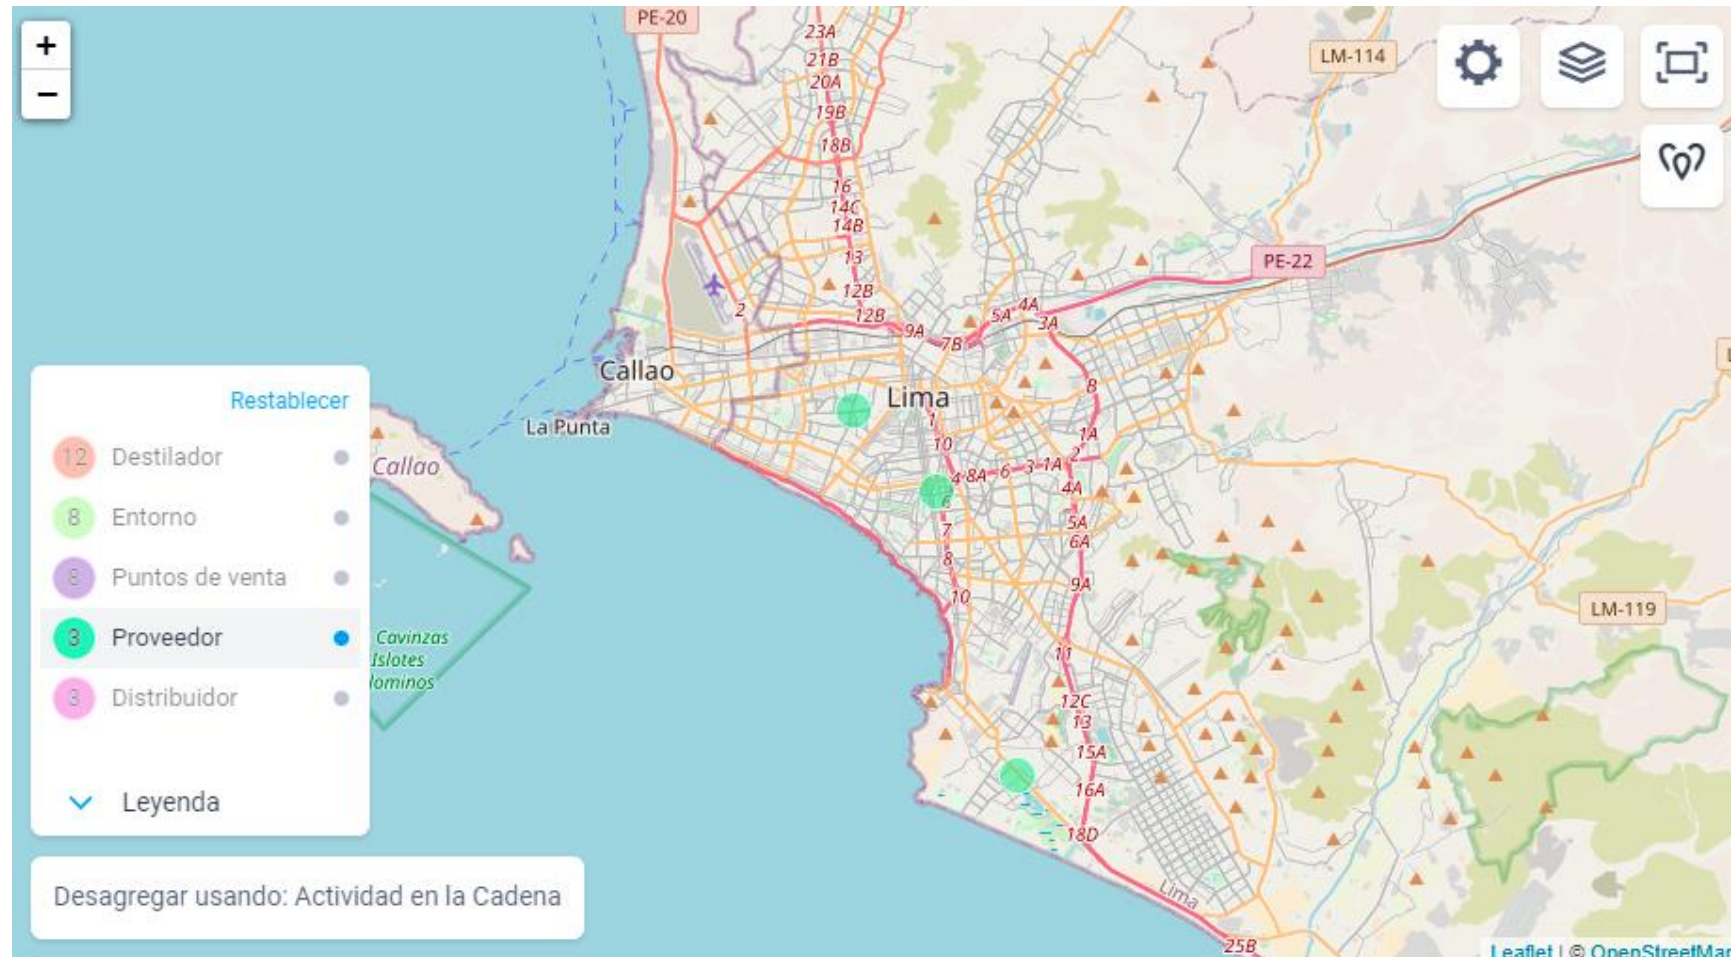 PE-20
+
−
23A
21B
20A
19B
18B
16
14C
14B
13
12B
12B
2
LM-114
PE-22
L
9A
7B
5A
4A
3A
Callao
Lima
La Punta
Callao
8
1A
1
10
2
4
8A
6
3
1A
4A
6
5A
6A
7
8
9A
10
11
12C
13
15A
16A
18D
LM-119
Restablecer
12 Destilador
8 Entorno
8 Puntos de venta
3 Proveedor
3 Distribuidor
Leyenda
Cavinzas
Islotes
lominos
Desagregar usando: Actividad en la Cadena
Lima
25B
Leaflet | © OpenStreetMap